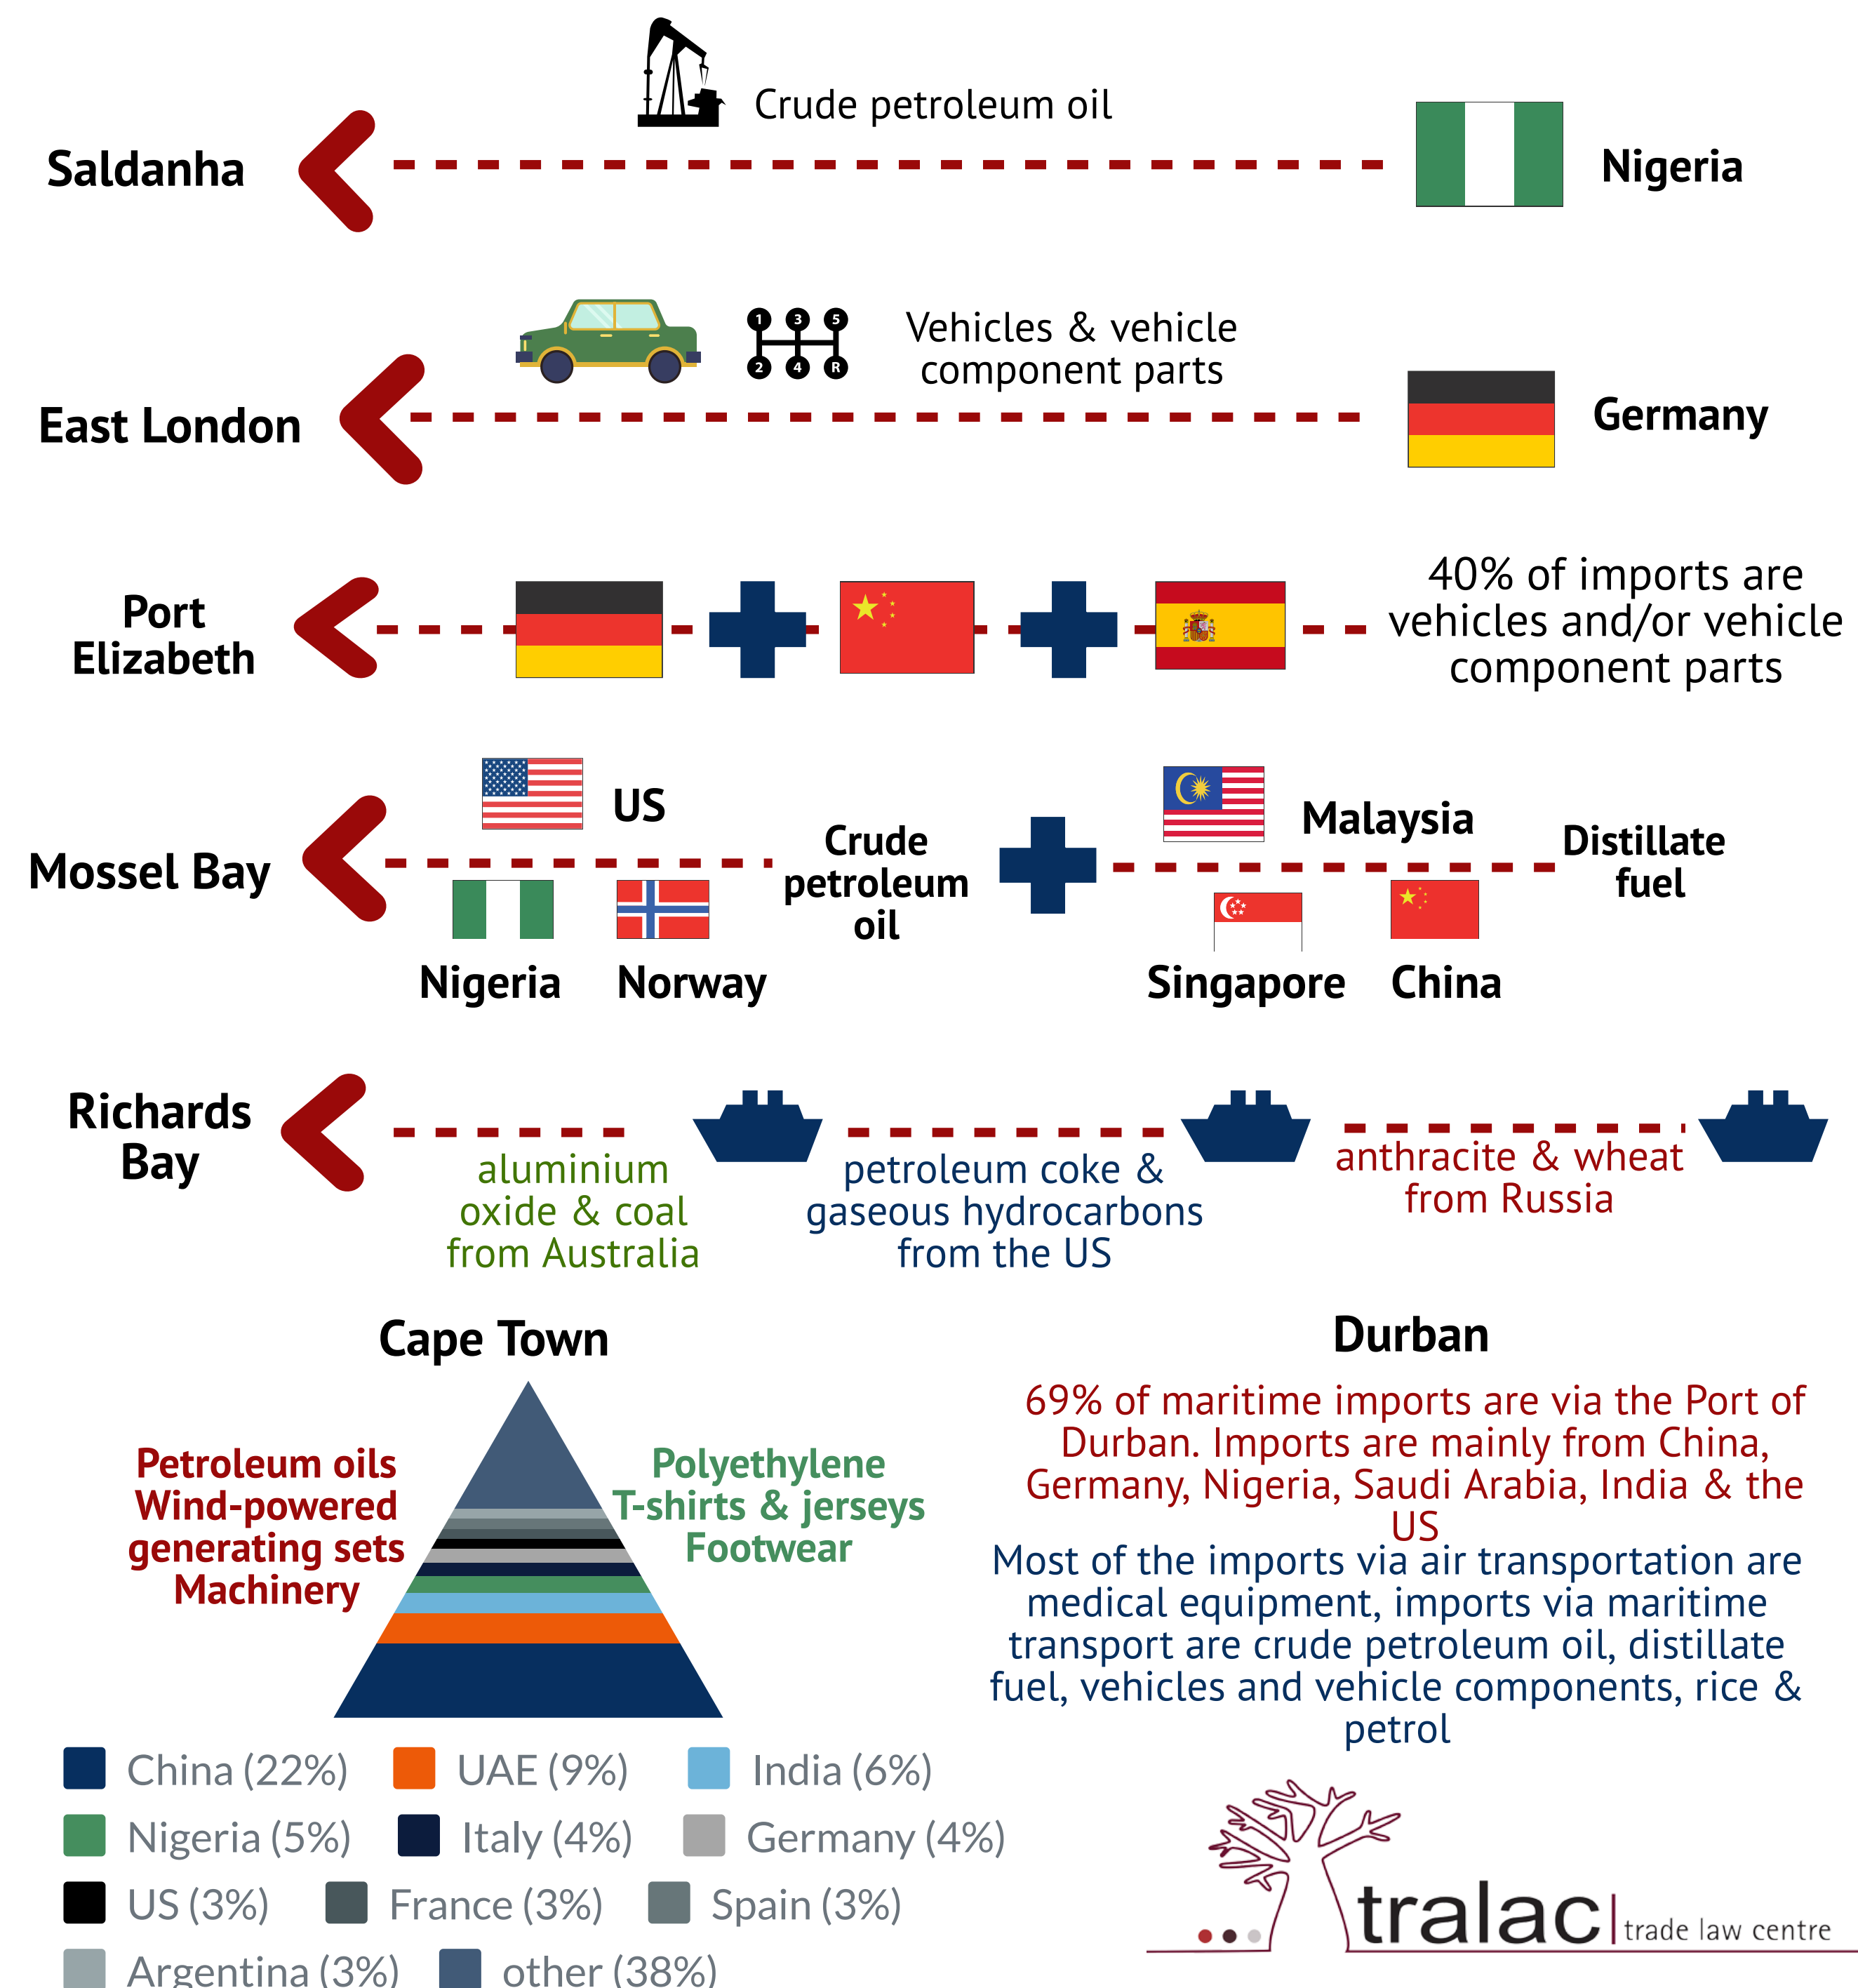 Crude petroleum oil
Saldanha
Nigeria
Vehicles & vehicle
component parts
1 3 5
2 4 R
East London
Germany
Port
Elizabeth
40% of imports are
vehicles and/or vehicle
component parts
Mossel Bay
US
Nigeria
Norway
Crude
petroleum
oil
Malaysia
Singapore
China
Distillate
fuel
Richards
Bay
aluminium
oxide & coal
from Australia
petroleum coke &
gaseous hydrocarbons
from the US
anthracite & wheat
from Russia
Cape Town
Petroleum oils
Wind-powered
generating sets
Machinery
Polyethylene
T-shirts & jerseys
Footwear
China (22%)
UAE (9%)
India (6%)
Nigeria (5%)
Italy (4%)
Germany (4%)
US (3%)
France (3%)
Spain (3%)
Argentina (3%)
other (38%)
Durban
69% of maritime imports are via the Port of
Durban. Imports are mainly from China,
Germany, Nigeria, Saudi Arabia, India & the
US
Most of the imports via air transportation are
medical equipment, imports via maritime
transport are crude petroleum oil, distillate
fuel, vehicles and vehicle components, rice &
petrol
tralac
trade law centre